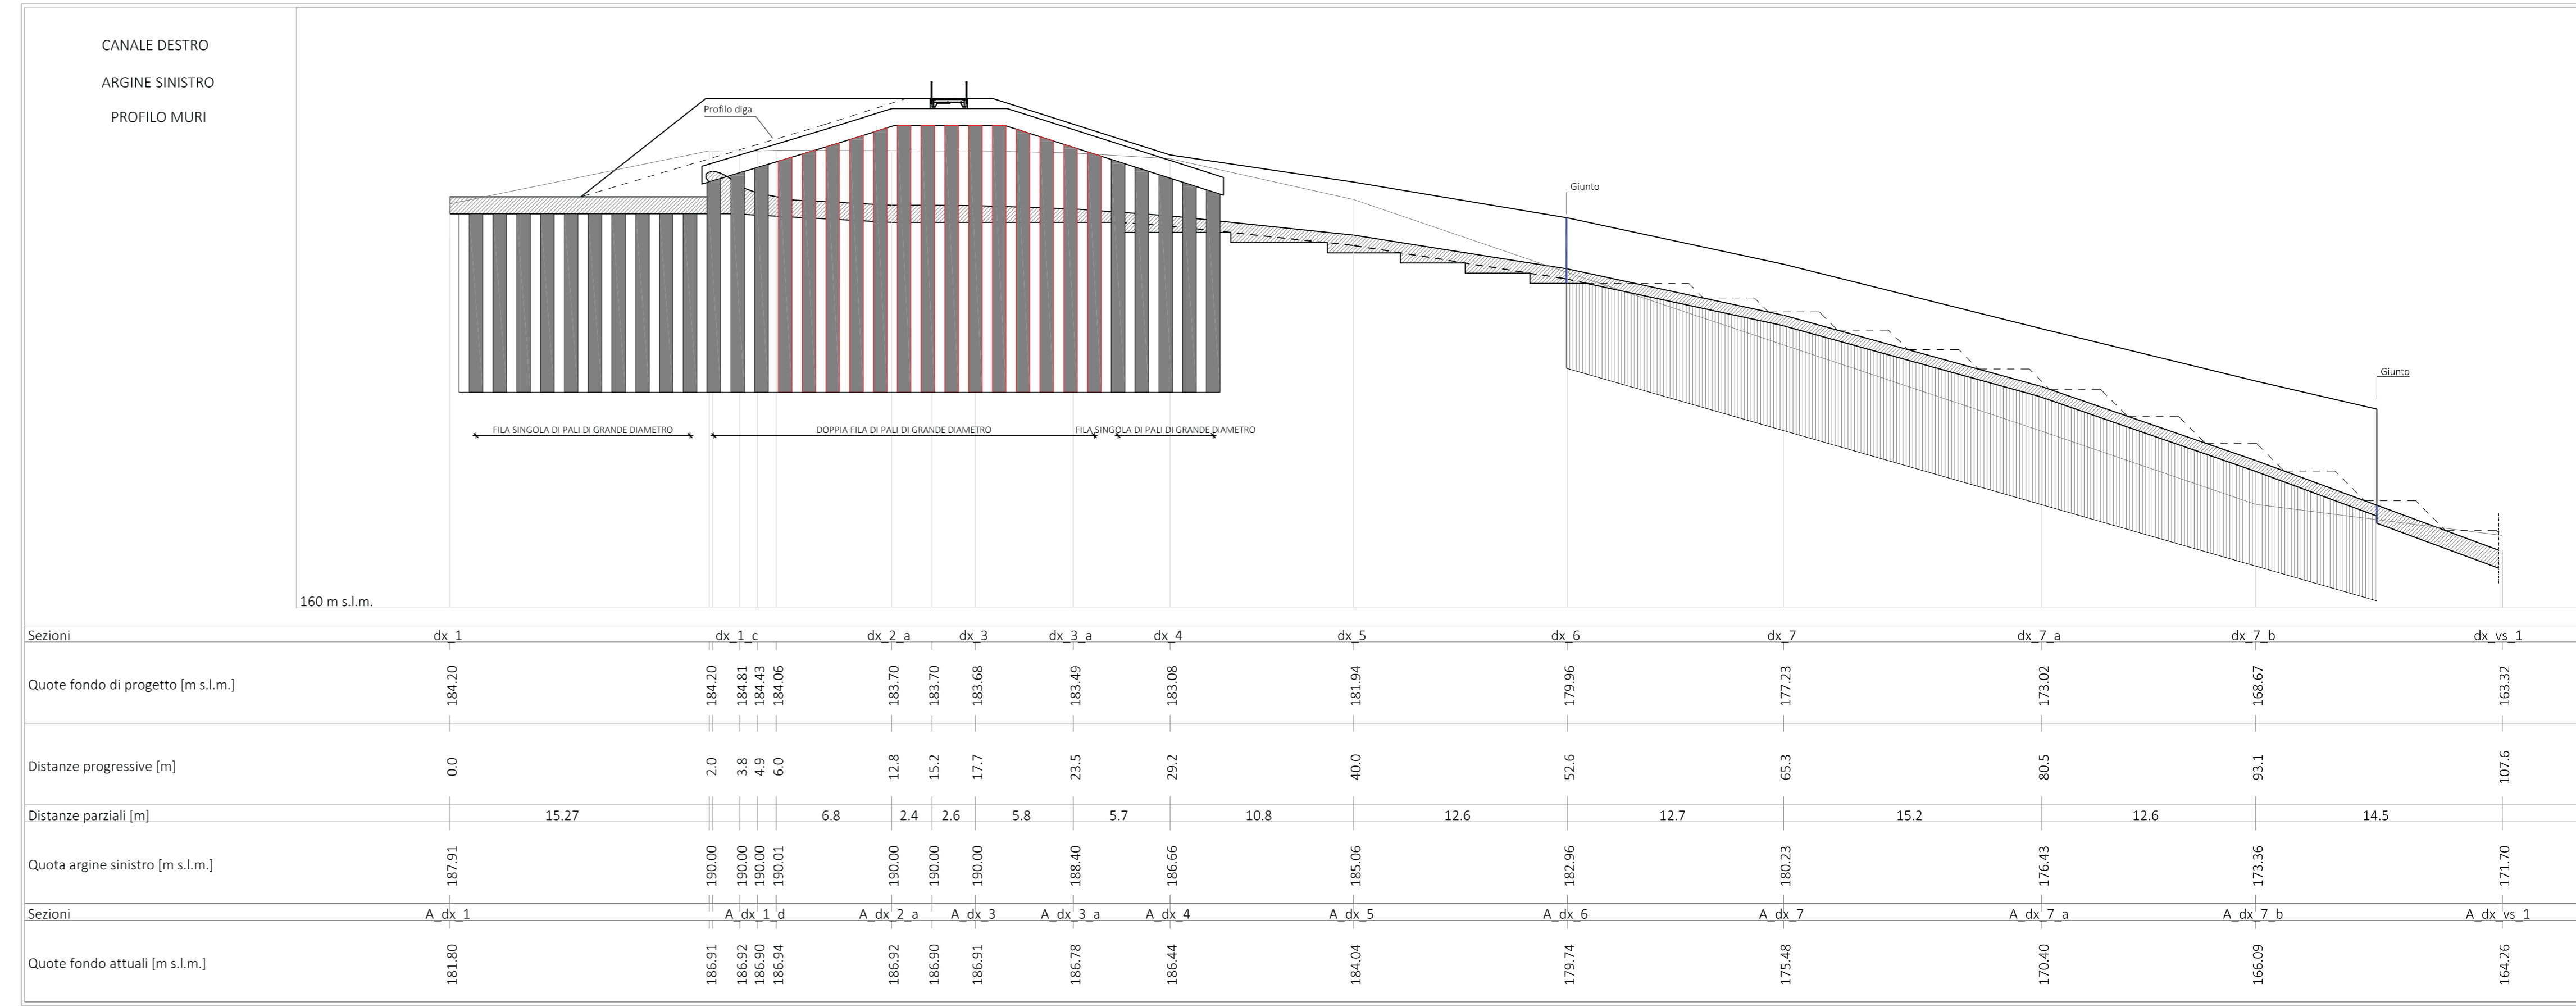 CANALE DESTRO
ARGINE SINISTRO
PROFILO MURI
Profilo diga
Giunto
Giunto
FILA SINGOLA DI PALI DI GRANDE DIAMETRO DOPPIA FILA DI PALI DI GRANDE DIAMETRO FILA SINGOLA DI PALI DI GRANDE DIAMETRO
160 m s.l.m.
Sezioni dx_1 dx_1_c dx_2_a dx_3 dx_3_a dx_4 dx_5 dx_6 dx_7 dx_7_a dx_7_b dx_vs_1
Quote fondo di progetto [m s.l.m.] 184.20 184.20 184.81 184.43 184.06 183.70 183.70 183.68 183.49 183.08 181.94 179.96 177.23 173.02 168.67 163.32
Distanze progressive [m] 0.0 2.0 3.8 4.9 6.0 12.8 15.2 17.7 23.5 29.2 40.0 52.6 65.3 80.5 93.1 107.6
Distanze parziali [m] 15.27 6.8 2.4 2.6 5.8 5.7 10.8 12.6 12.7 15.2 12.6 14.5
Quota argine sinistro [m s.l.m.] 187.91 190.00 190.00 190.00 190.01 190.00 190.00 190.00 188.40 186.66 185.06 182.96 180.23 176.43 173.36 171.70
Sezioni A_dx_1 A_dx_1_d A_dx_2_a A_dx_3 A_dx_3_a A_dx_4 A_dx_5 A_dx_6 A_dx_7 A_dx_7_a A_dx_7_b A_dx_vs_1
Quote fondo attuali [m s.l.m.] 181.80 186.91 186.92 186.90 186.94 186.92 186.90 186.91 186.78 186.44 184.04 179.74 175.48 170.40 166.09 164.26